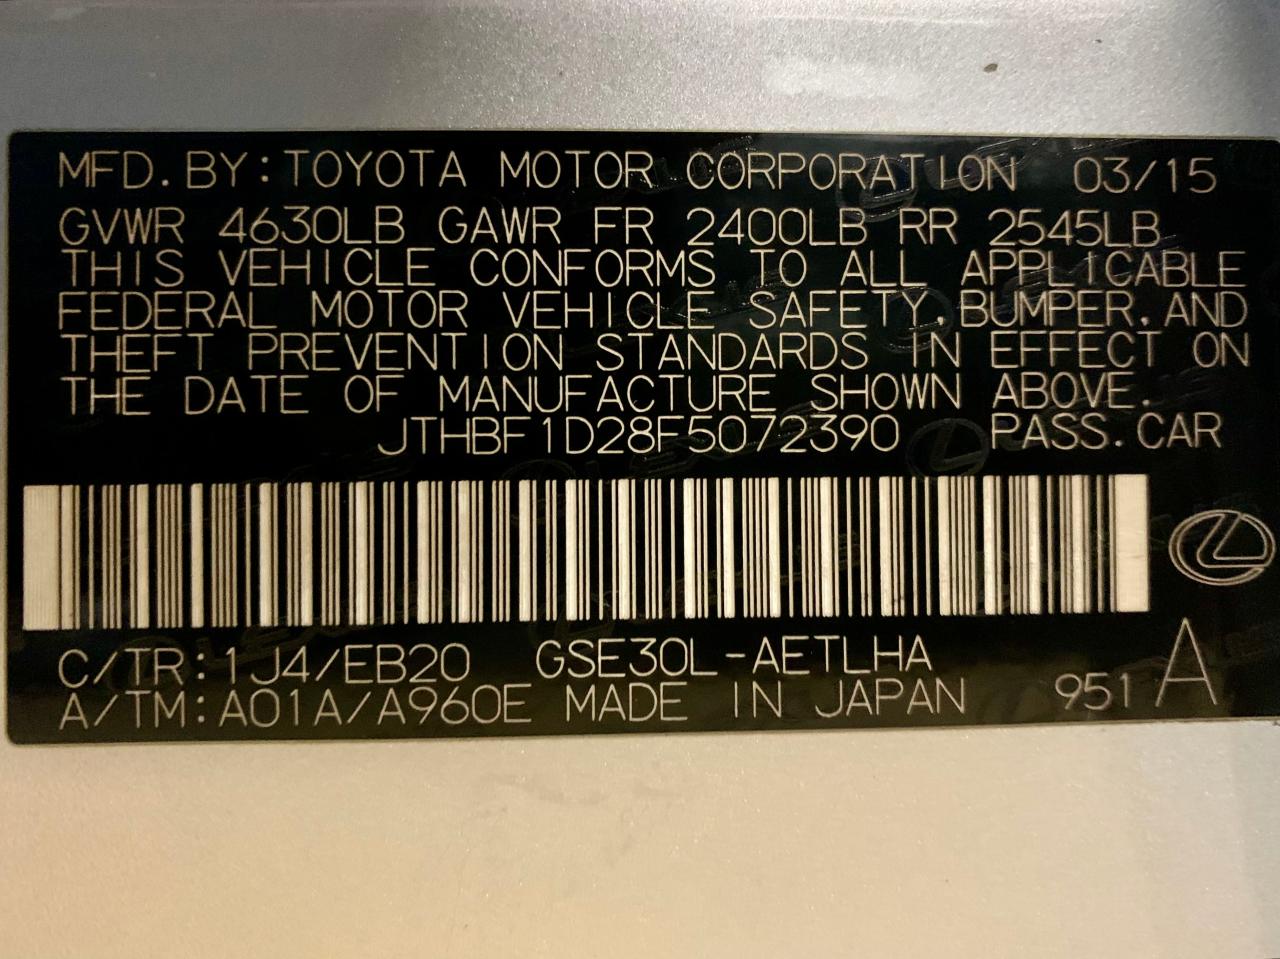 MFD. BY: TOYOTA MOTOR CORPORATION 03/15
GVWR 4630LB GAWR FR 2400LB RR 2545LB
THIS VEHICLE CONFORMS TO ALL APPLICABLE
FEDERAL MOTOR VEHICLE SAFETY, BUMPER, AND
THEFT PREVENTION STANDARDS IN EFFECT ON
THE DATE OF MANUFACTURE SHOWN ABOVE.
JTHBF1D28F5072390 PASS. CAR
C/TR: 1J4/EB20 GSE30L-AETLHA
A/TM: A01A/A960E MADE IN JAPAN 951 A